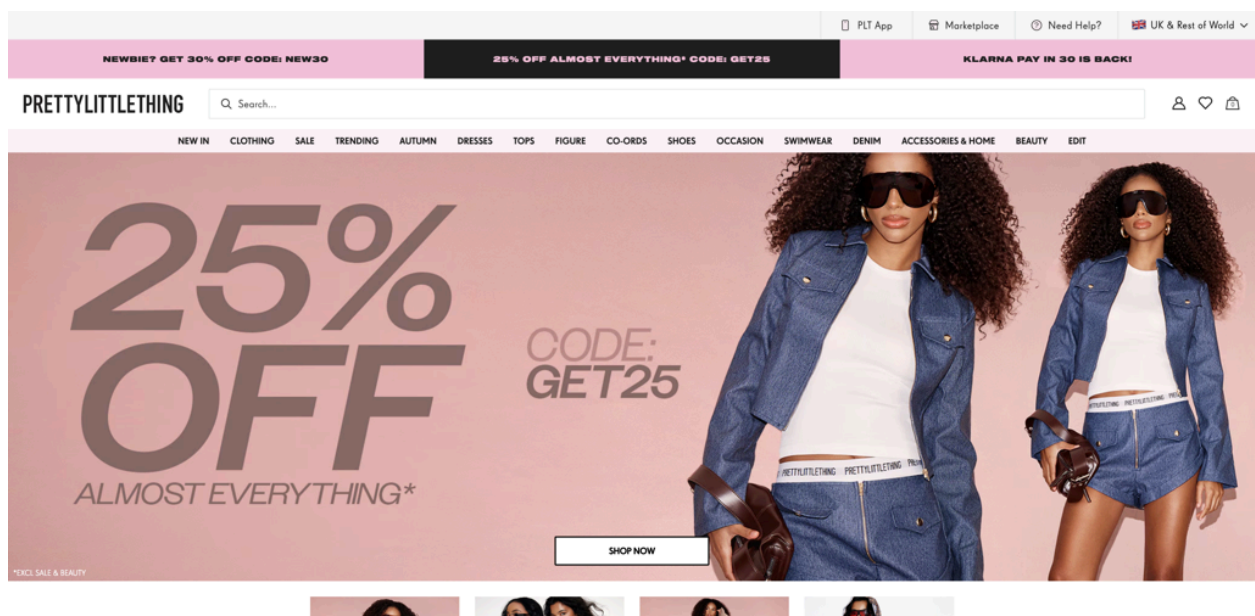 PLT App
Marketplace
Need Help?
UK & Rest of World
NEWBIE? GET 30% OFF CODE: NEW30
25% OFF ALMOST EVERYTHING* CODE: GET25
KLARNA PAY IN 30 IS BACK!
PRETTYLITTLETHING
Search...
0
NEW IN CLOTHING SALE TRENDING AUTUMN DRESSES TOPS FIGURE CO-ORDS SHOES OCCASION SWIMWEAR DENIM ACCESSORIES & HOME BEAUTY EDIT
25%
OFF
ALMOST EVERYTHING*
CODE:
GET25
PRETTYLITTLETHING PRETTYLITTLETHING
PRETTYLITTLETHING PRETTYLITTLETHING
SHOP NOW
*EXCL SALE & BEAUTY